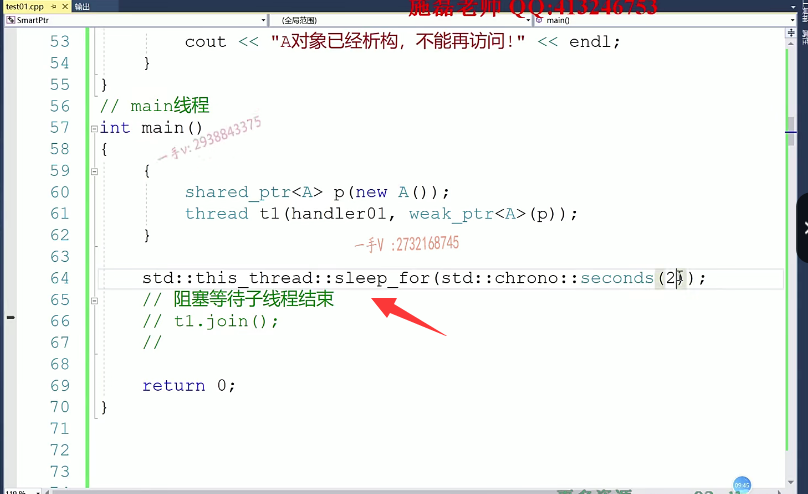 test01.cpp
输出
施磊老师 QQ:413246753
SmartPtr
(全局范围)
main()
53 cout << "A对象已经析构，不能再访问！" << endl;
54 }
55 }
56 // main线程
57 int main()
一手v:2938843375
58 {
59 {
60 shared_ptr<A> p(new A());
61 thread t1(handler01, weak_ptr<A>(p));
62 }
一手V :2732168745
63
64 std::this_thread::sleep_for(std::chrono::seconds(2));
65 // 阻塞等待子线程结束
66 // t1.join();
67 //
68
69 return 0;
70 }
71
72
73
09:45
110 %